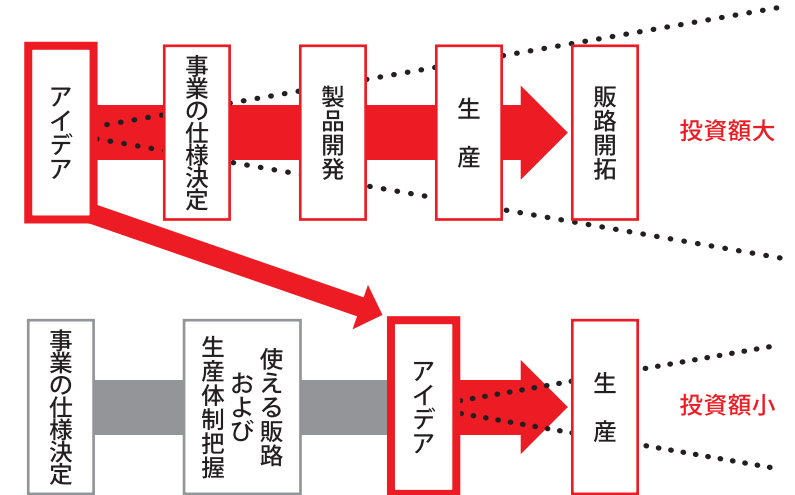 アイデア
事業の仕様決定
製品開発
生産
販路開拓
投資額大
事業の仕様決定
使える販路
および
生産体制把握
アイデア
生産
投資額小